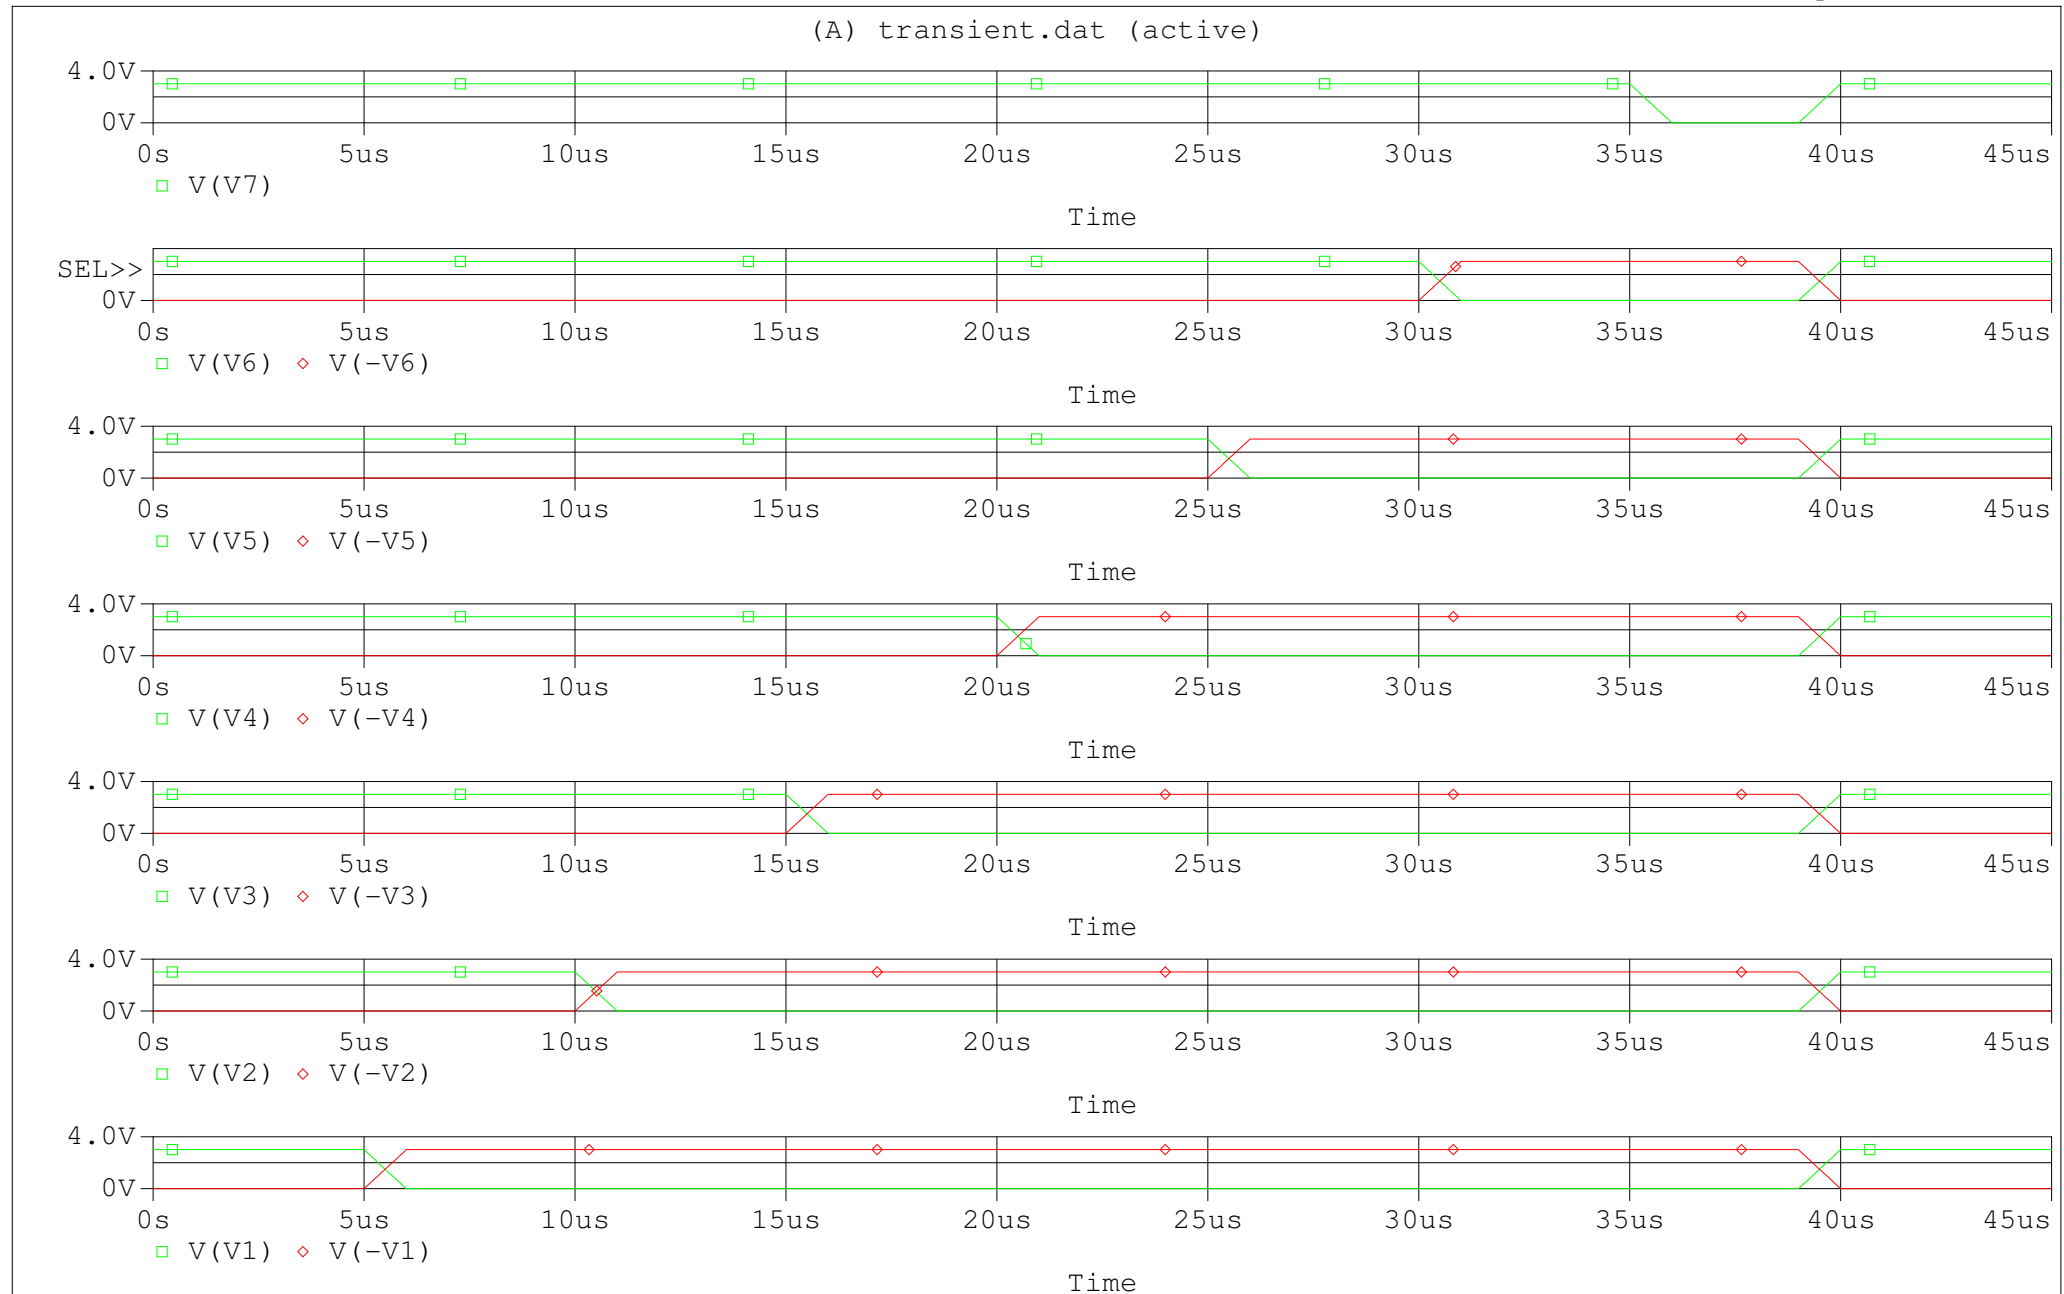 (A) transient.dat (active)
4.0V
0V
0s 5us 10us 15us 20us 25us 30us 35us 40us 45us
V(V7)
Time
SEL>>
0V
0s 5us 10us 15us 20us 25us 30us 35us 40us 45us
V(V6) V(-V6)
Time
4.0V
0V
0s 5us 10us 15us 20us 25us 30us 35us 40us 45us
V(V5) V(-V5)
Time
4.0V
0V
0s 5us 10us 15us 20us 25us 30us 35us 40us 45us
V(V4) V(-V4)
Time
4.0V
0V
0s 5us 10us 15us 20us 25us 30us 35us 40us 45us
V(V3) V(-V3)
Time
4.0V
0V
0s 5us 10us 15us 20us 25us 30us 35us 40us 45us
V(V2) V(-V2)
Time
4.0V
0V
0s 5us 10us 15us 20us 25us 30us 35us 40us 45us
V(V1) V(-V1)
Time